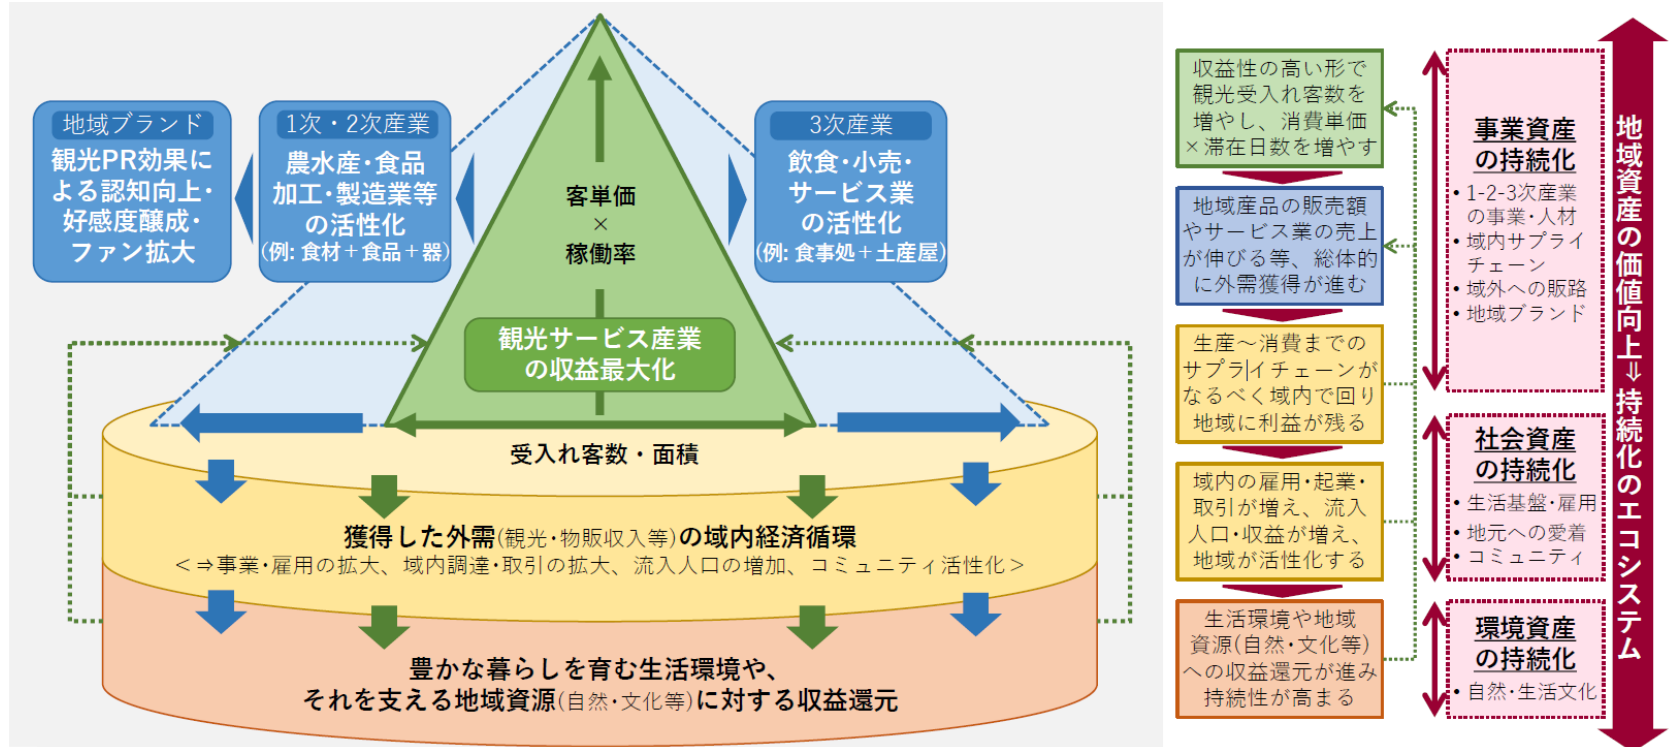 地域ブランド
観光PR効果に
よる認知向上・
好感度醸成・
ファン拡大
1次・2次産業
農水産・食品
加工・製造業等
の活性化
(例: 食材＋食品＋器)
客単価
×
稼働率
3次産業
飲食・小売・
サービス業
の活性化
(例: 食事処＋土産屋)
観光サービス産業
の収益最大化
受入れ客数・面積
獲得した外需(観光・物販収入等)の域内経済循環
＜⇒事業・雇用の拡大、域内調達・取引の拡大、流入人口の増加、コミュニティ活性化＞
豊かな暮らしを育む生活環境や、
それを支える地域資源(自然・文化等)に対する収益還元
収益性の高い形で
観光受入れ客数を
増やし、消費単価
×滞在日数を増やす
地域産品の販売額
やサービス業の売上
が伸びる等、総体的
に外需獲得が進む
生産～消費までの
サプライチェーンが
なるべく域内で回り
地域に利益が残る
域内の雇用・起業・
取引が増え、流入
人口・収益が増え、
地域が活性化する
生活環境や地域
資源(自然・文化等)
への収益還元が進み
持続性が高まる
事業資産
の持続化
• 1-2-3次産業
の事業・人材
• 域内サプライ
チェーン
• 域外への販路
• 地域ブランド
社会資産
の持続化
• 生活基盤・雇用
• 地元への愛着
• コミュニティ
環境資産
の持続化
• 自然・生活文化
地域資産の価値向上⇒持続化のエコシステム